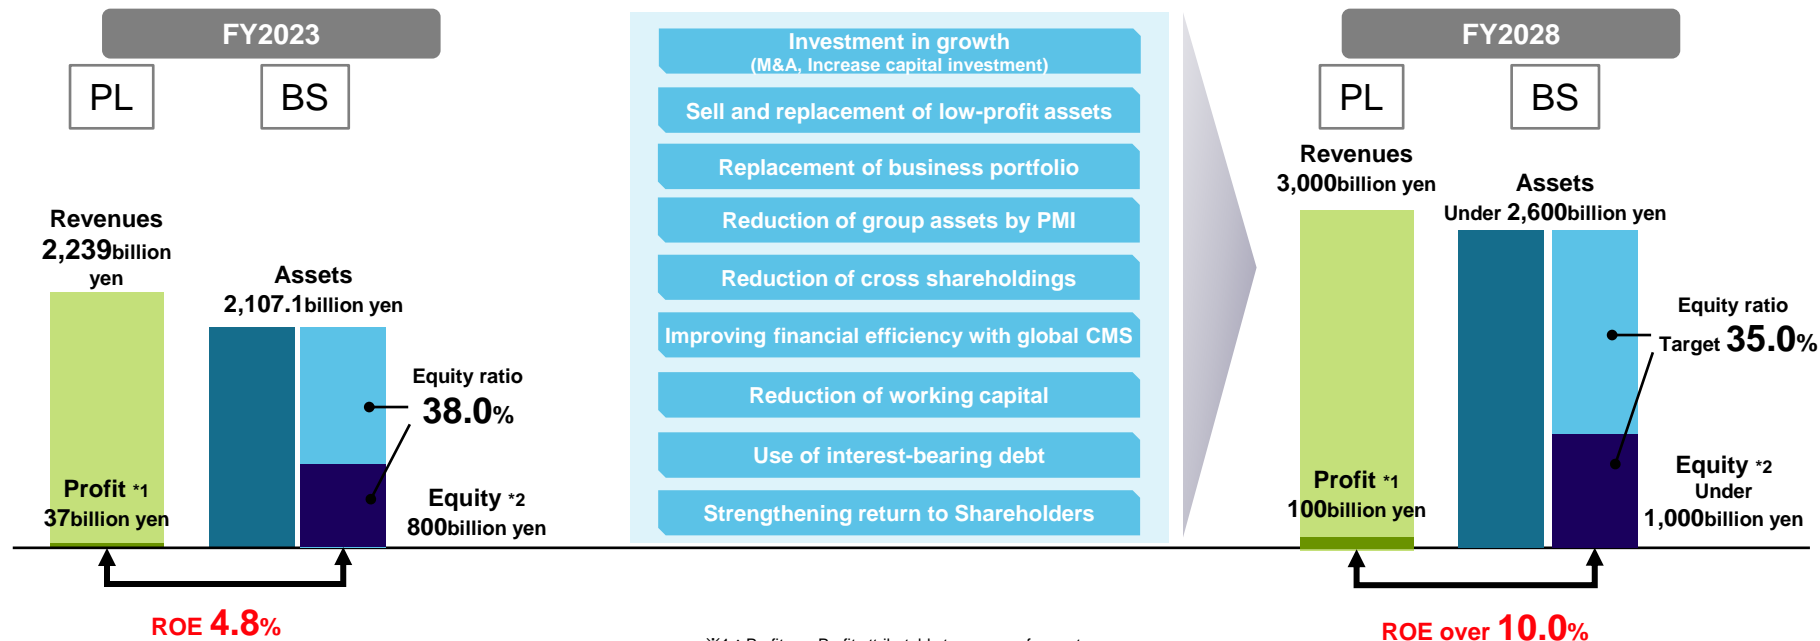 FY2023
PL
BS
Revenues
2,239billion
yen
Assets
2,107.1billion yen
Equity ratio
38.0%
Profit *1
37billion yen
Equity *2
800billion yen
ROE 4.8%
Investment in growth
(M&A, Increase capital investment)
Sell and replacement of low-profit assets
Replacement of business portfolio
Reduction of group assets by PMI
Reduction of cross shareholdings
Improving financial efficiency with global CMS
Reduction of working capital
Use of interest-bearing debt
Strengthening return to Shareholders
FY2028
PL
BS
Revenues
3,000billion yen
Assets
Under 2,600billion yen
Equity ratio
Target 35.0%
Profit *1
100billion yen
Equity *2
Under
1,000billion yen
ROE over 10.0%